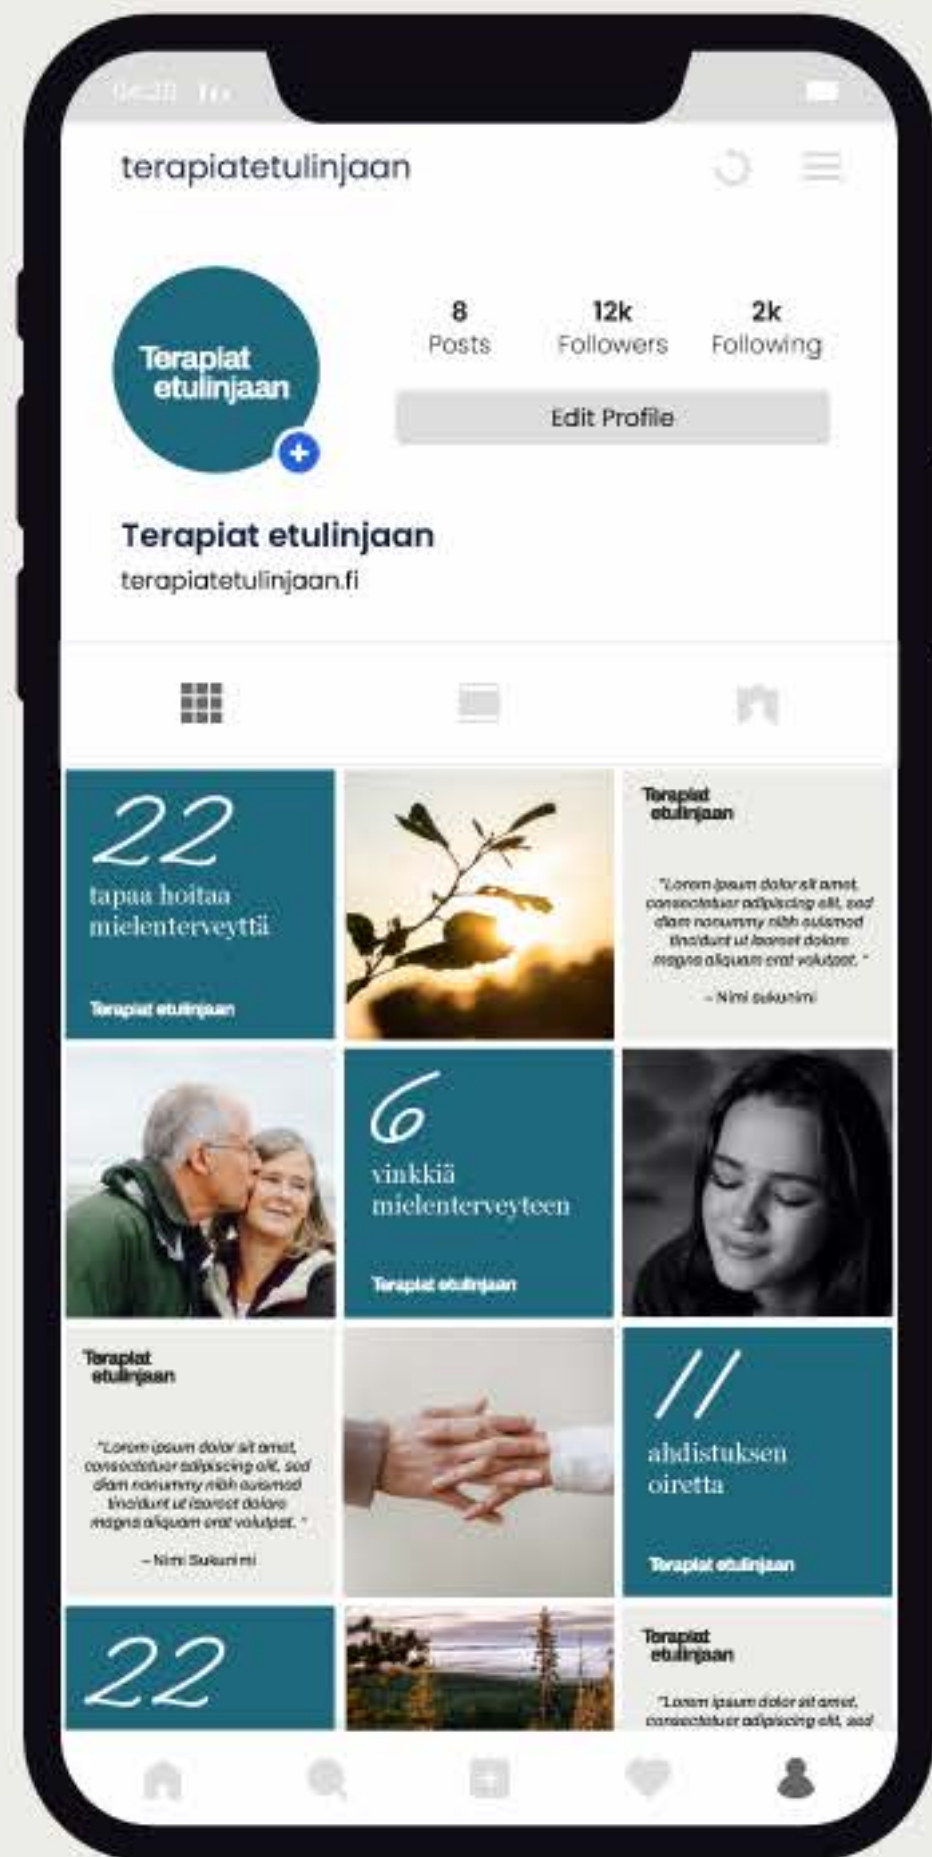 terapiatetulinjaan
Terapiat
etulinjaan
8
Posts
12k
Followers
2k
Following
Edit Profile
Terapiat etulinjaan
terapiatetulinjaan.fi
22
tapaa hoitaa
mielenterveyttä
Terapiat etulinjaan
Terapiat
etulinjaan
"Lorem ipsum dolor sit amet,
consectetuer adipiscing elit, sed
diam nonummy nibh euismod
tincidunt ut laoreet dolore
magna aliquam erat volutpat. "
– Nimi sukunimi
6
vinkkiä
mielenterveyteen
Terapiat etulinjaan
Terapiat
etulinjaan
"Lorem ipsum dolor sit amet,
consectetuer adipiscing elit, sed
diam nonummy nibh euismod
tincidunt ut laoreet dolore
magna aliquam erat volutpat. "
– Nimi Sukunimi
11
ahdistuksen
oiretta
Terapiat etulinjaan
22
Terapiat
etulinjaan
"Lorem ipsum dolor sit amet,
consectetuer adipiscing elit, sed